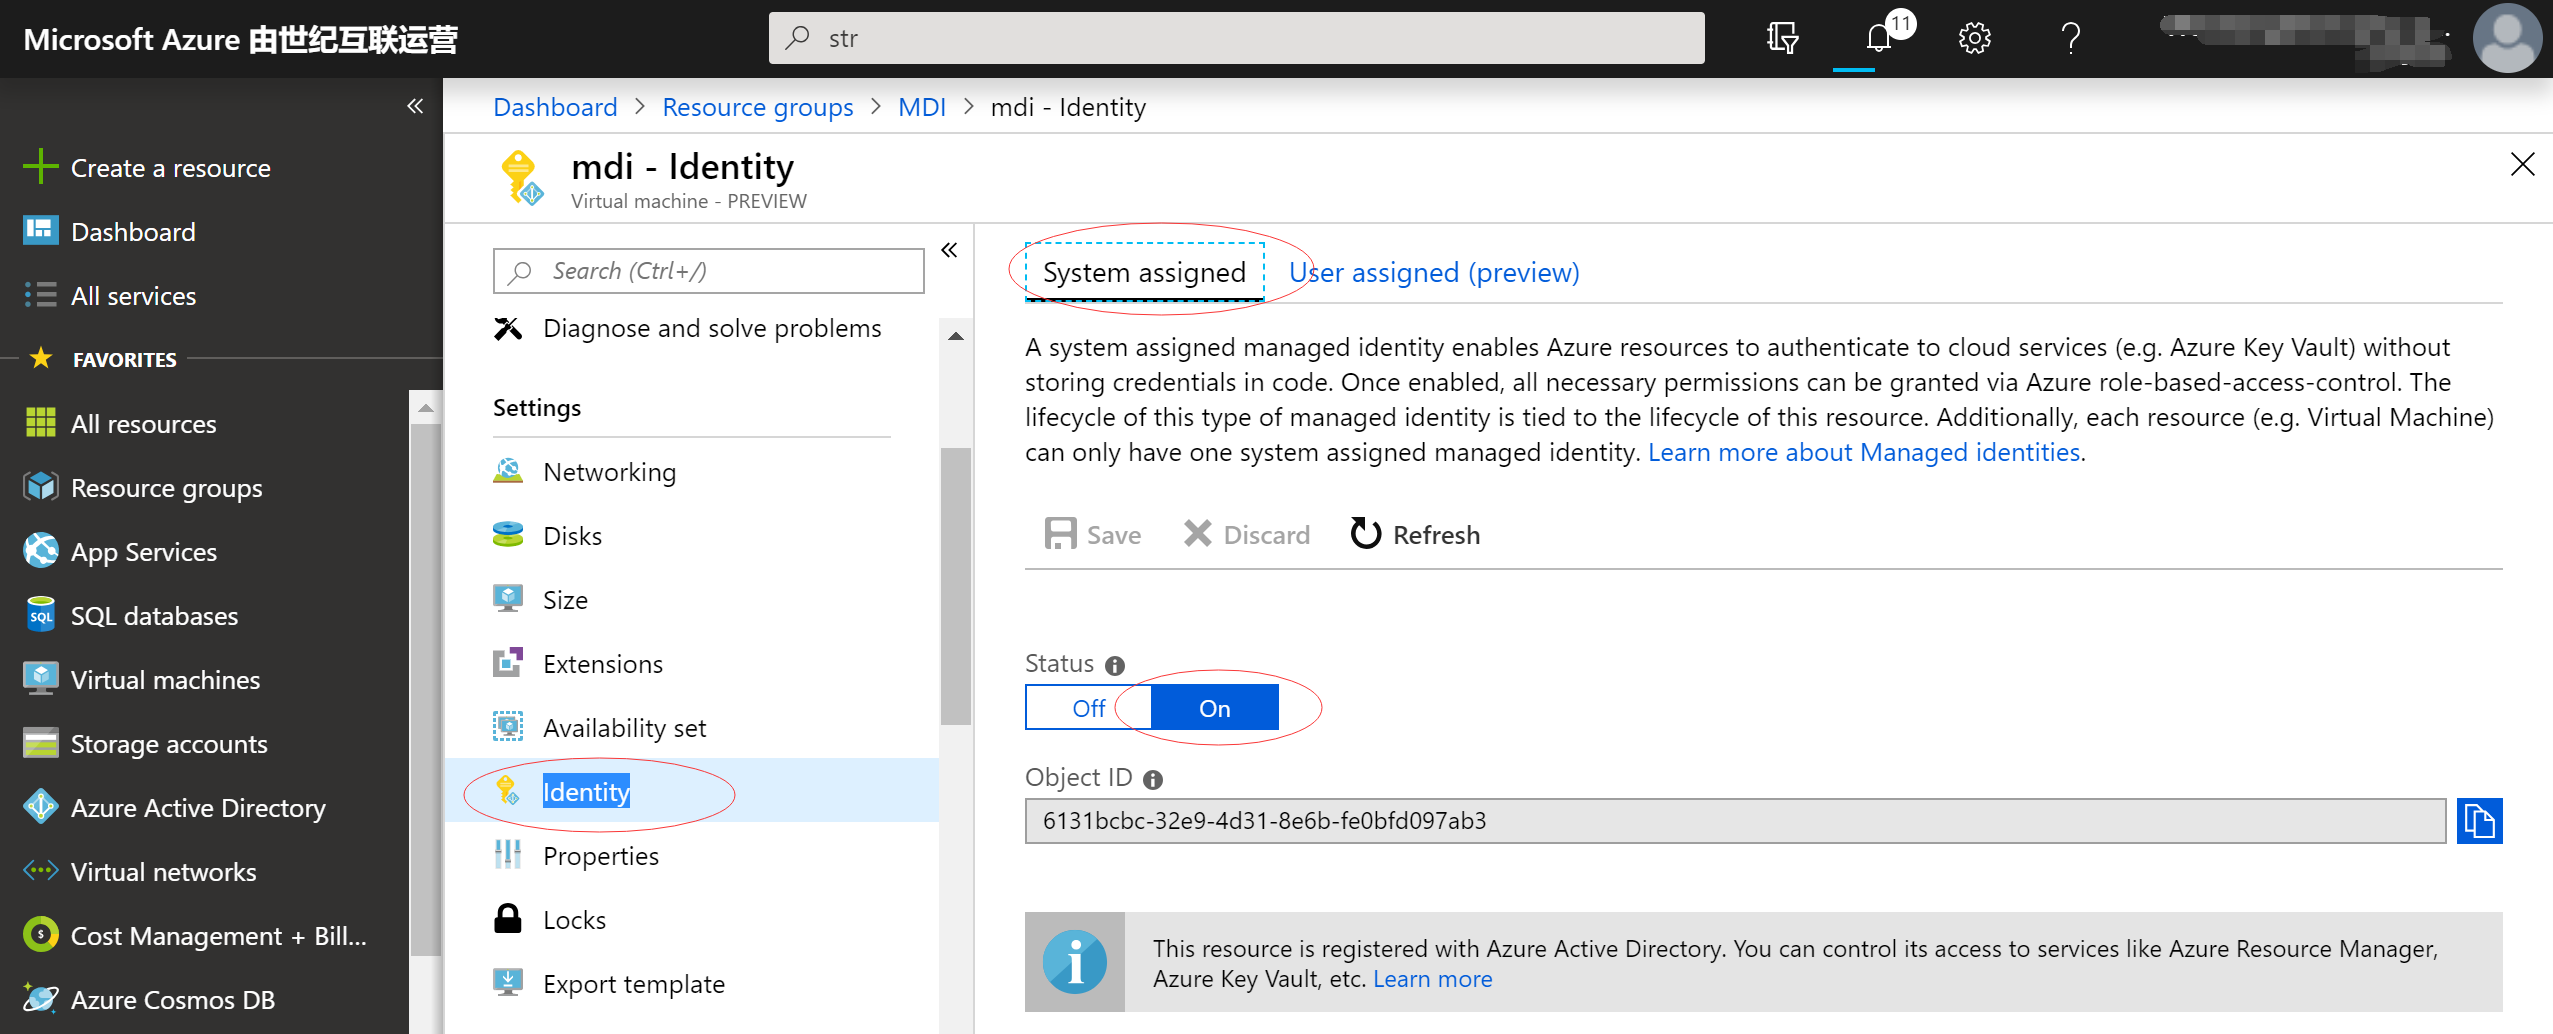 Microsoft Azure 由世纪互联运营
str
11
Dashboard > Resource groups > MDI > mdi - Identity
Create a resource
Dashboard
All services
FAVORITES
All resources
Resource groups
App Services
SQL databases
Virtual machines
Storage accounts
Azure Active Directory
Virtual networks
Cost Management + Bill...
Azure Cosmos DB
mdi - Identity
Virtual machine - PREVIEW
Search (Ctrl+/)
Diagnose and solve problems
Settings
Networking
Disks
Size
Extensions
Availability set
Identity
Properties
Locks
Export template
System assigned
User assigned (preview)
A system assigned managed identity enables Azure resources to authenticate to cloud services (e.g. Azure Key Vault) without
storing credentials in code. Once enabled, all necessary permissions can be granted via Azure role-based-access-control. The
lifecycle of this type of managed identity is tied to the lifecycle of this resource. Additionally, each resource (e.g. Virtual Machine)
can only have one system assigned managed identity. Learn more about Managed identities.
Save
Discard
Refresh
Status
Off
On
Object ID
6131bcbc-32e9-4d31-8e6b-fe0bfd097ab3
This resource is registered with Azure Active Directory. You can control its access to services like Azure Resource Manager,
Azure Key Vault, etc. Learn more